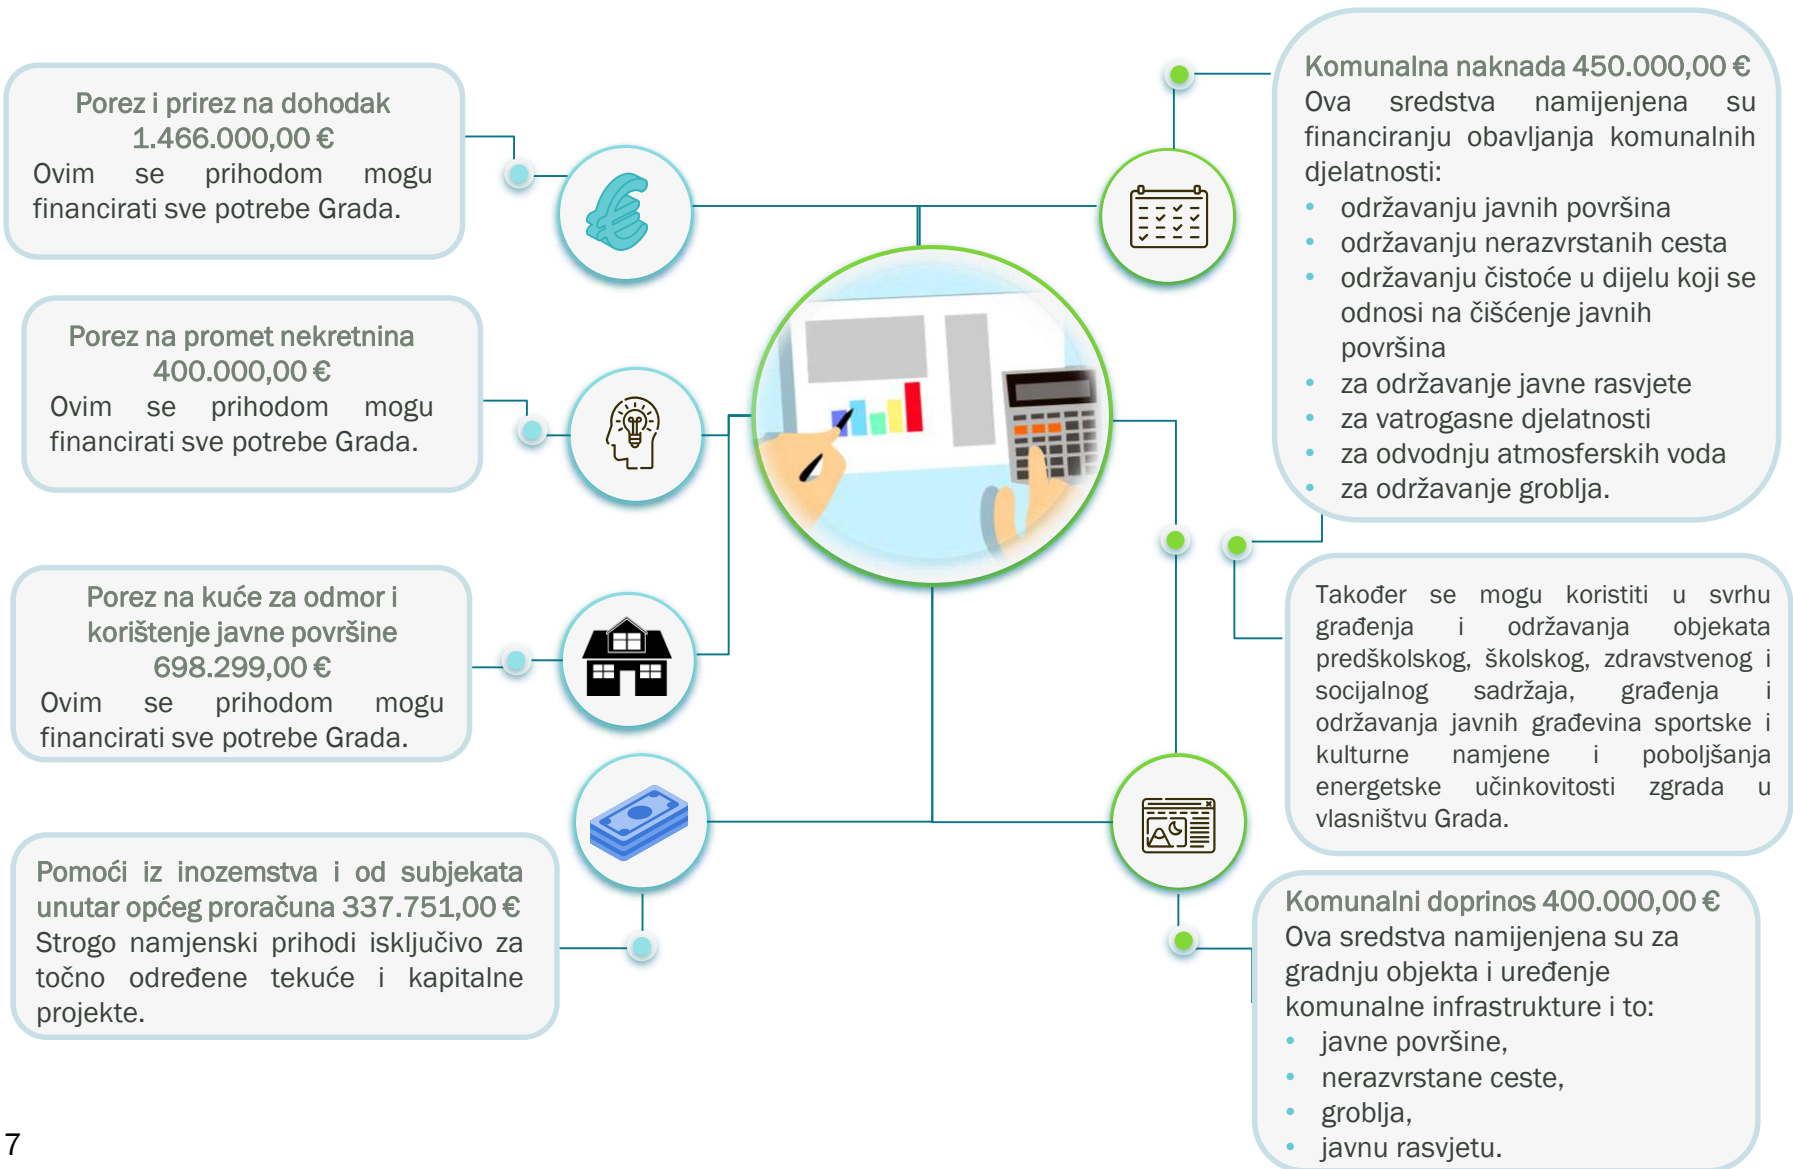 Porez i prirez na dohodak
1.466.000,00 €
Ovim se prihodom mogu
financirati sve potrebe Grada.
Porez na promet nekretnina
400.000,00 €
Ovim se prihodom mogu
financirati sve potrebe Grada.
Porez na kuće za odmor i
korištenje javne površine
698.299,00 €
Ovim se prihodom mogu
financirati sve potrebe Grada.
Pomoći iz inozemstva i od subjekata
unutar općeg proračuna 337.751,00 €
Strogo namjenski prihodi isključivo za
točno određene tekuće i kapitalne
projekte.
Komunalna naknada 450.000,00 €
Ova sredstva namijenjena su
financiranju obavljanja komunalnih
djelatnosti:
• održavanju javnih površina
• održavanju nerazvrstanih cesta
• održavanju čistoće u dijelu koji se
odnosi na čišćenje javnih
površina
• za održavanje javne rasvjete
• za vatrogasne djelatnosti
• za odvodnju atmosferskih voda
• za održavanje groblja.
Također se mogu koristiti u svrhu
građenja i održavanja objekata
predškolskog, školskog, zdravstvenog i
socijalnog sadržaja, građenja i
održavanja javnih građevina sportske i
kulturne namjene i poboljšanja
energetske učinkovitosti zgrada u
vlasništvu Grada.
Komunalni doprinos 400.000,00 €
Ova sredstva namijenjena su za
gradnju objekta i uređenje
komunalne infrastrukture i to:
• javne površine,
• nerazvrstane ceste,
• groblja,
• javnu rasvjetu.
7